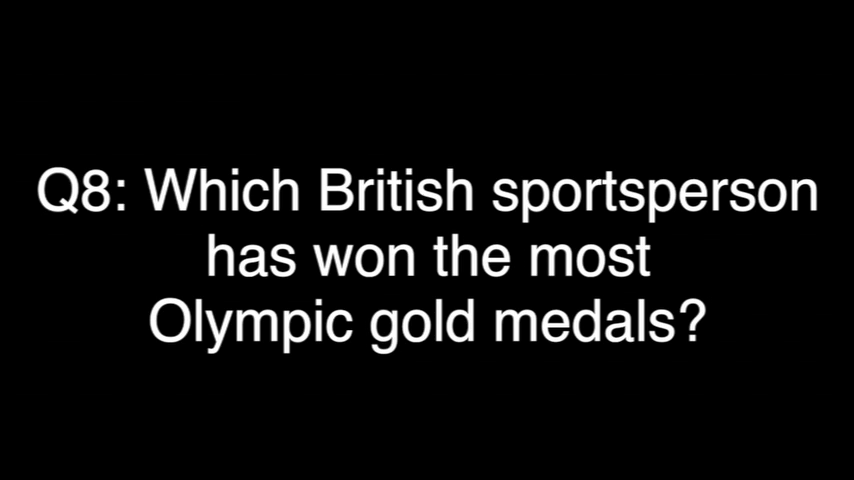 Q8: Which British sportsperson
has won the most
Olympic gold medals?